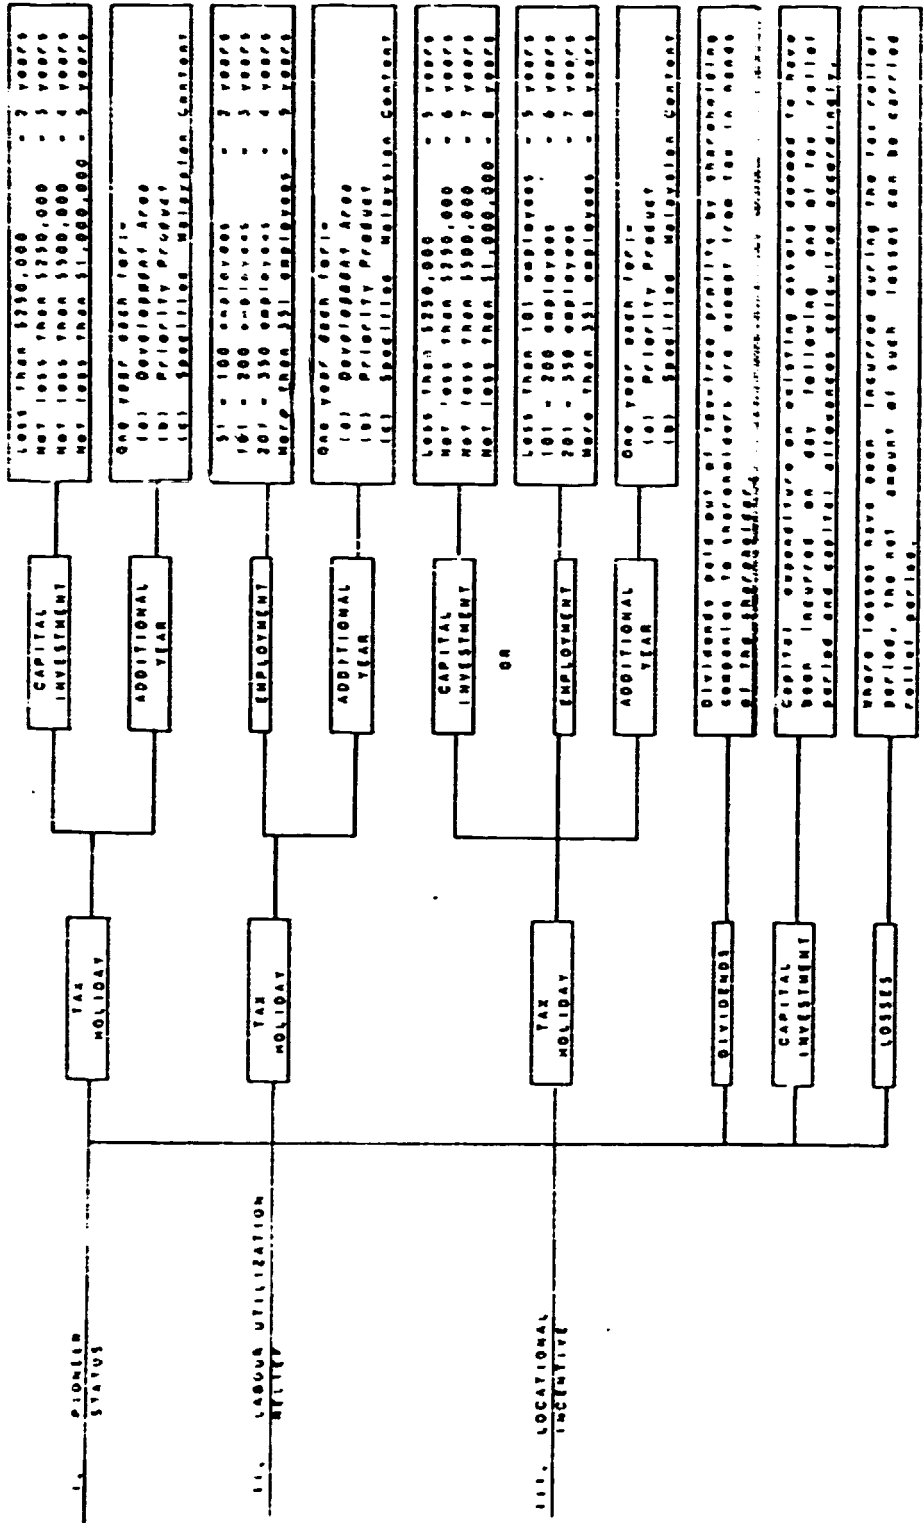 I. PIONEER
STATUS
TAX
HOLIDAY
CAPITAL
INVESTMENT
Less than $250,000 - 2 years
Not less than $250,000 - 3 years
Not less than $500,000 - 4 years
Not less than $1,000,000 - 5 years
ADDITIONAL
YEAR
One year each for:-
(a) Development Area
(b) Priority Product
(c) Specified Malaysian Content
II. LABOUR UTILIZATION
RELIEF
TAX
HOLIDAY
EMPLOYMENT
51 - 100 employees - 2 years
101 - 200 employees - 3 years
201 - 350 employees - 4 years
More than 351 employees - 5 years
ADDITIONAL
YEAR
One year each for:-
(a) Development Area
(b) Priority Product
(c) Specified Malaysian Content
III. LOCATIONAL
INCENTIVE
TAX
HOLIDAY
CAPITAL
INVESTMENT
Less than $250,000 - 5 years
Not less than $250,000 - 6 years
Not less than $500,000 - 7 years
Not less than $1,00,000 - 8 years
OR
EMPLOYMENT
Less than 101 employees - 5 years
101 - 200 employees - 6 years
201 - 350 employees - 7 years
More than 351 employees - 8 years
ADDITIONAL
YEAR
One year each for:-
(a) Priority Product
(b) Specified Malaysian Content
DIVIDENDS
Dividends paid out of tax-free profits by shareholding
companies to shareholders are exempt free tax in hands
of the shareholders
CAPITAL
INVESTMENT
Capital expenditure on existing assets deemed to have
been incurred on day following end of tax relief
period and capital allowances calculated accordingly.
LOSSES
Where losses have been incurred during the tax relief
period, the net amount of such losses can be carried
relief period.